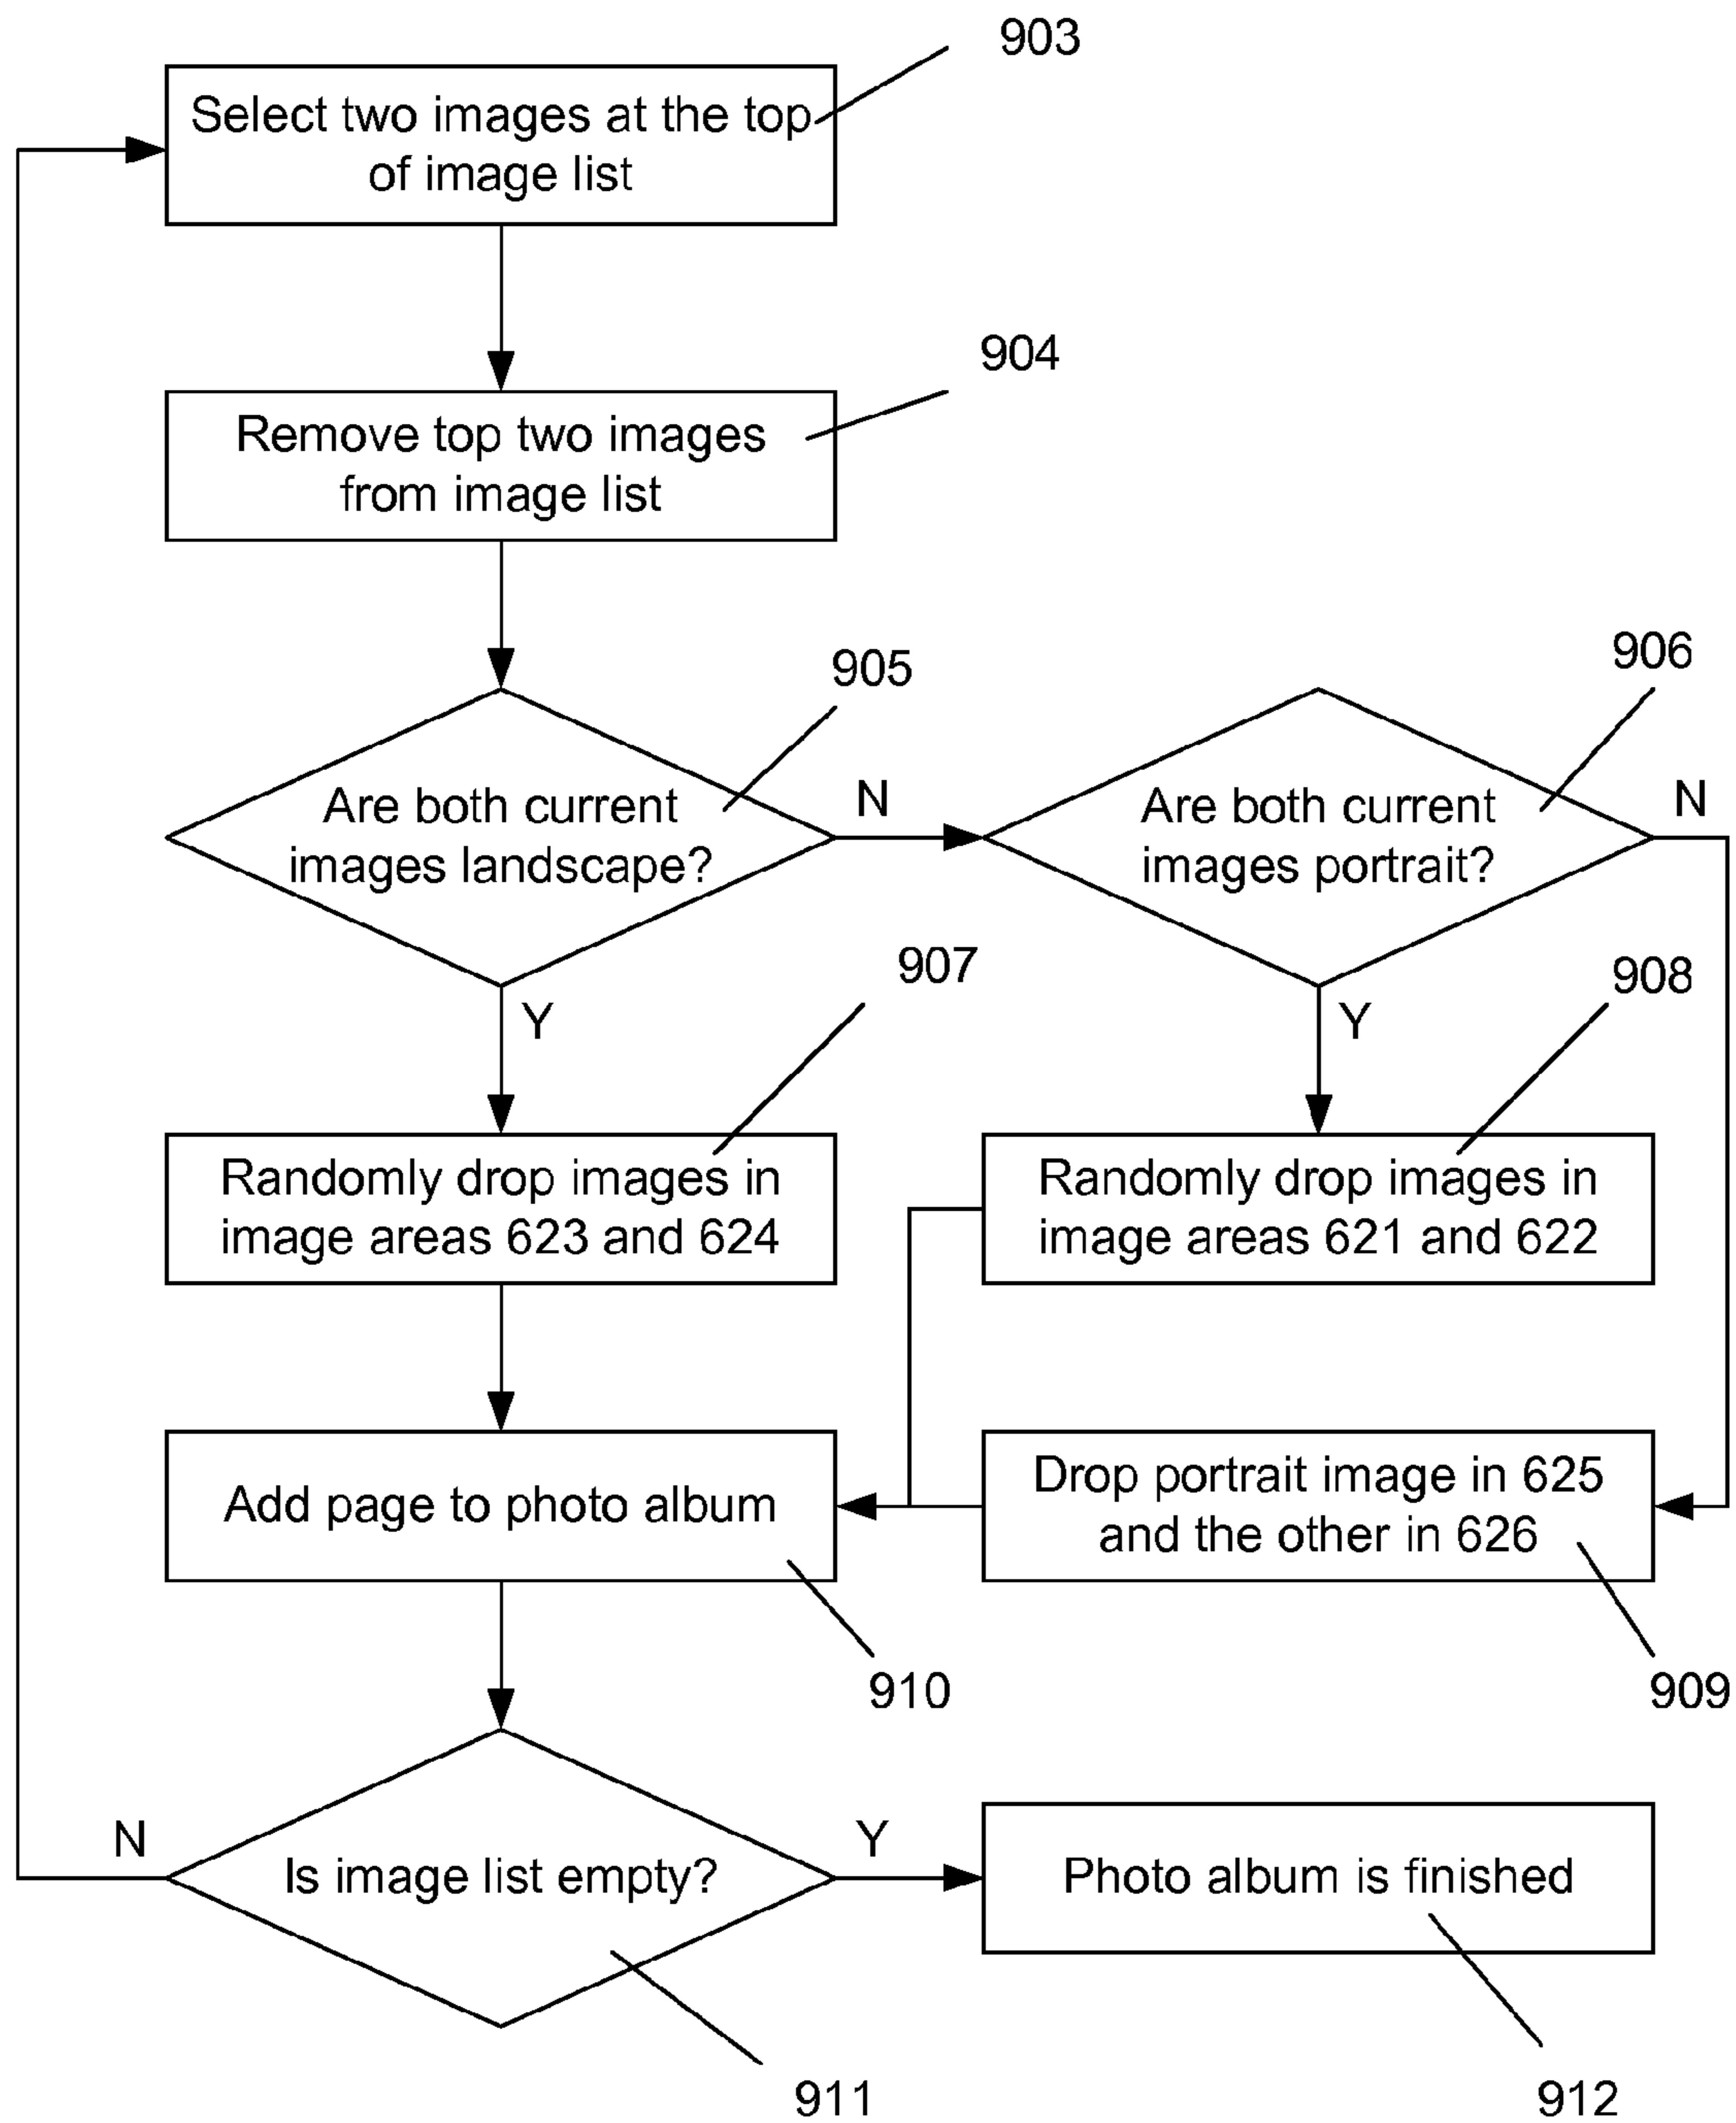 903
Select two images at the top
of image list
904
Remove top two images
from image list
905
906
Are both current
images landscape?
N
Are both current
images portrait?
N
907
908
Y
Y
Randomly drop images in
image areas 623 and 624
Randomly drop images in
image areas 621 and 622
Add page to photo album
Drop portrait image in 625
and the other in 626
910
909
N
Is image list empty?
Y
Photo album is finished
911
912